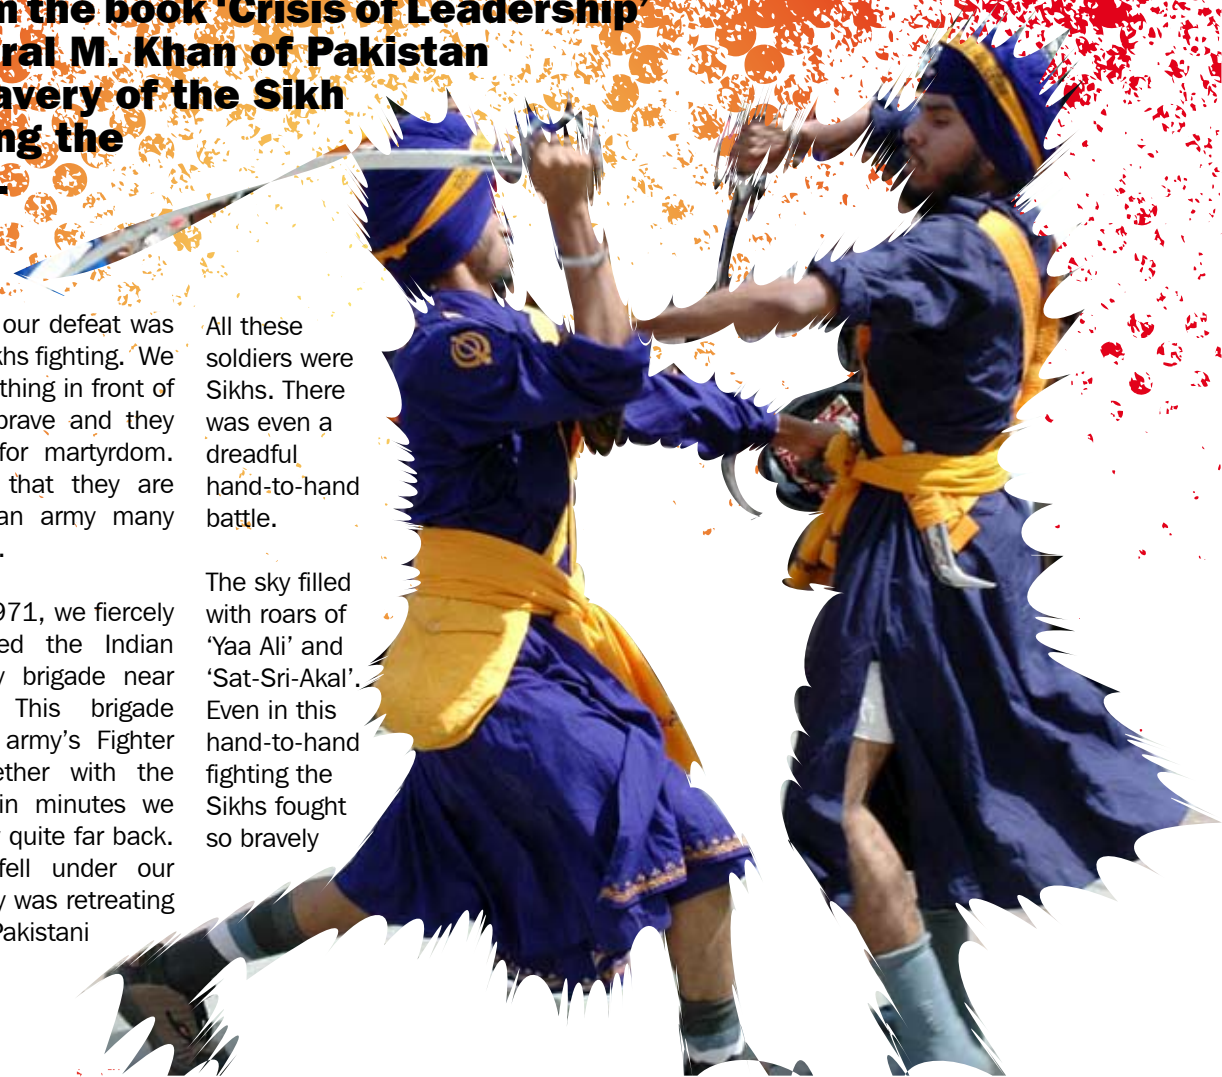 n the book ‘Crisis of Leadership’
ral M. Khan of Pakistan
avery of the Sikh
ng the
our defeat was
khs fighting. We
thing in front of
brave and they
for martyrdom.
that they are
an army many
.
971, we fiercely
ed the Indian
y brigade near
This brigade
army’s Fighter
ether with the
in minutes we
quite far back.
fell under our
y was retreating
Pakistani
All these
soldiers were
Sikhs. There
was even a
dreadful
hand-to-hand
battle.
The sky filled
with roars of
‘Yaa Ali’ and
‘Sat-Sri-Akal’.
Even in this
hand-to-hand
fighting the
Sikhs fought
so bravely